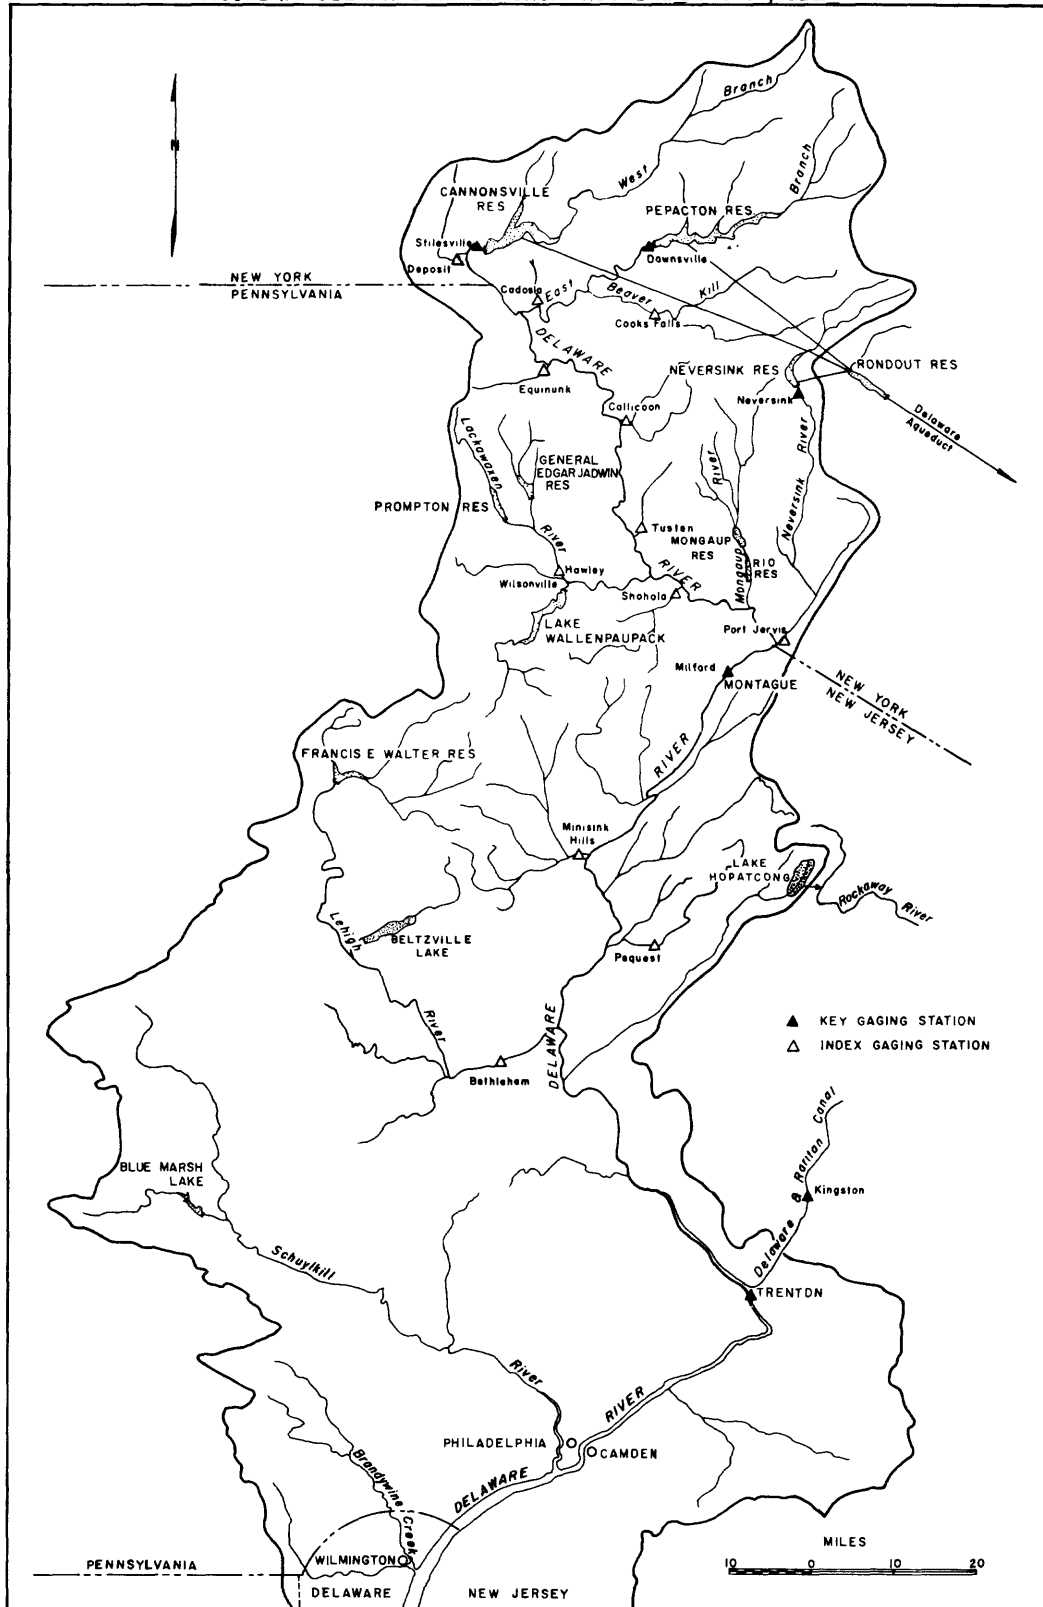 Branch
West
Branch
CANNONSVILLE
RES
PEPACTON RES
Stilesville
Downsville
Deposit
NEW YORK
PENNSYLVANIA
Cadosia
East
Beaver
Kill
Cooks Falls
DELAWARE
NEVERSINK RES
RONDOUT RES
Equinunk
Neversink
Callicoon
Delaware
Aqueduct
Lackawaxen
River
GENERAL
EDGAR JADWIN
RES
River
Neversink River
PROMPTON RES
Tusten
MONGAUP
RES
Mongaup
RIO
RES
Hawley
Wilsonville
RIVER
Shohola
LAKE
WALLENPAUPACK
Port Jervis
Milford
MONTAGUE
NEW YORK
NEW JERSEY
RIVER
FRANCIS E WALTER RES
Minisink
Hills
LAKE
HOPATCONG
Rockaway
River
Lehigh
BELTZVILLE
LAKE
Pequest
River
DELAWARE
KEY GAGING STATION
INDEX GAGING STATION
Bethlehem
BLUE MARSH
LAKE
Delaware & Raritan Canal
Kingston
Schuylkill
TRENTON
River
RIVER
PHILADELPHIA
CAMDEN
Brandywine Creek
DELAWARE
MILES
PENNSYLVANIA
WILMINGTON
10 0 10 20
DELAWARE
NEW JERSEY